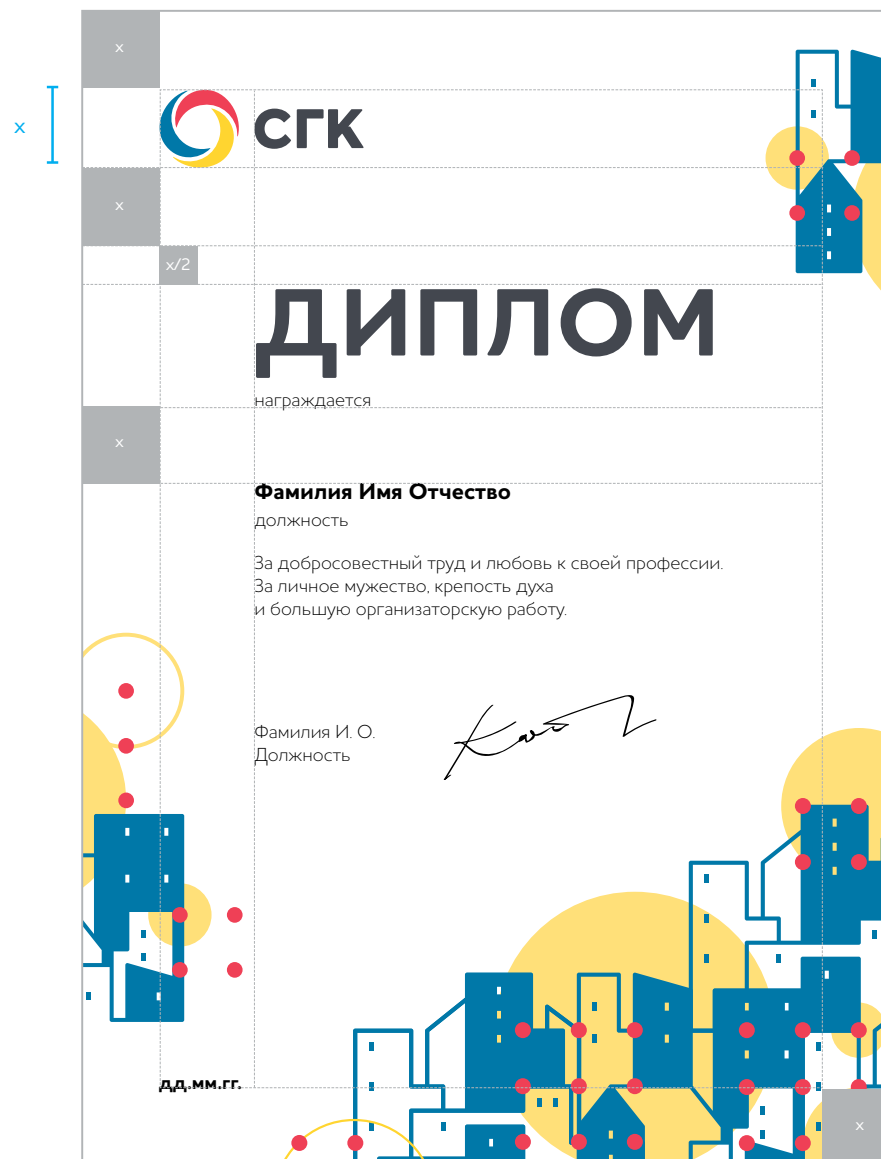 x
x
СГК
x
x/2
ДИПЛОМ
награждается
x
Фамилия Имя Отчество
должность
За добросовестный труд и любовь к своей профессии.
За личное мужество, крепость духа
и большую организаторскую работу.
Фамилия И. О.
Должность
дд.мм.гг.
x